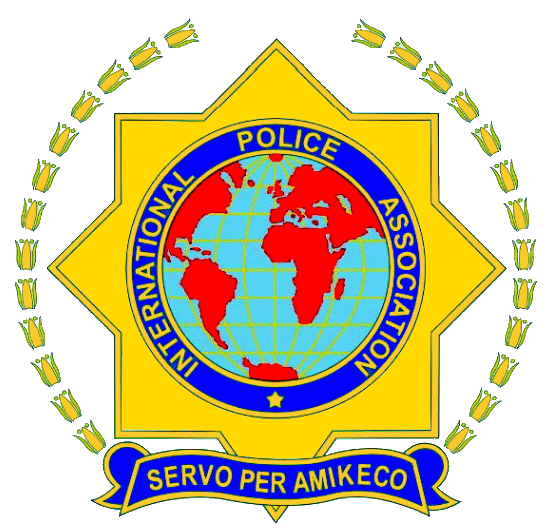 INTERNATIONAL POLICE ASSOCIATION
SERVO PER AMIKECO